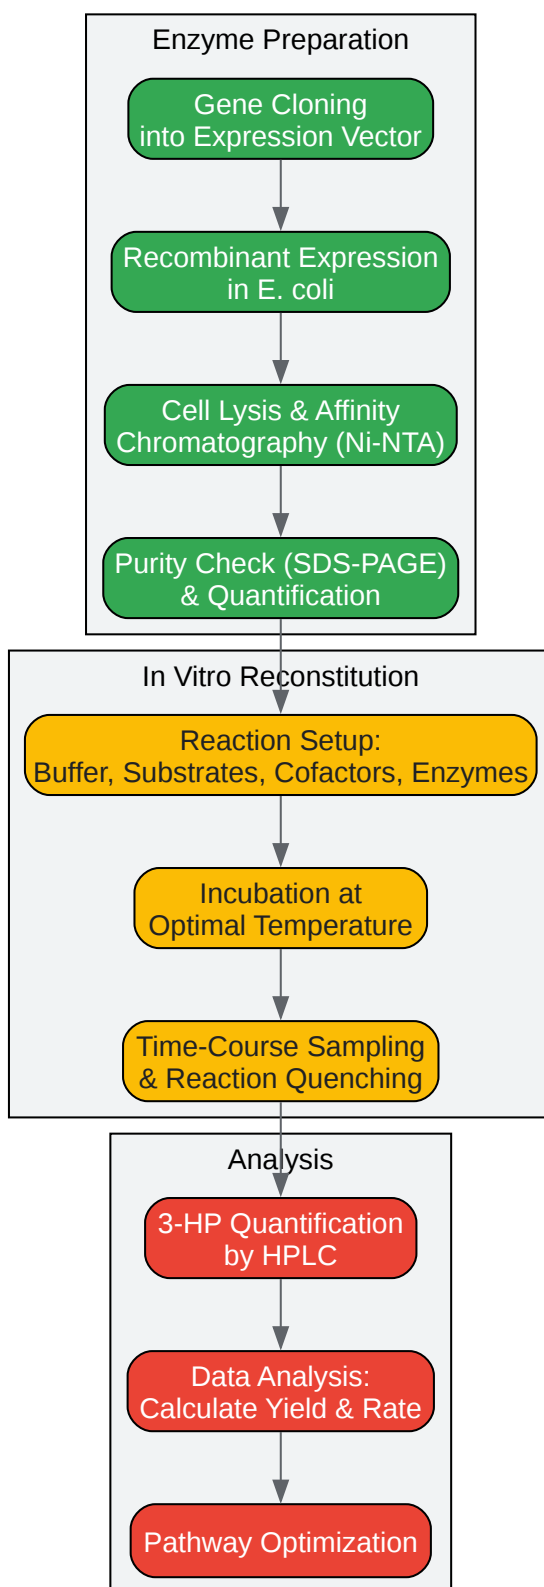 Enzyme Preparation
Gene Cloning
into Expression Vector
Recombinant Expression
in E. coli
Cell Lysis & Affinity
Chromatography (Ni-NTA)
Purity Check (SDS-PAGE)
& Quantification
In Vitro Reconstitution
Reaction Setup:
Buffer, Substrates, Cofactors, Enzymes
Incubation at
Optimal Temperature
Time-Course Sampling
& Reaction Quenching
Analysis
3-HP Quantification
by HPLC
Data Analysis:
Calculate Yield & Rate
Pathway Optimization